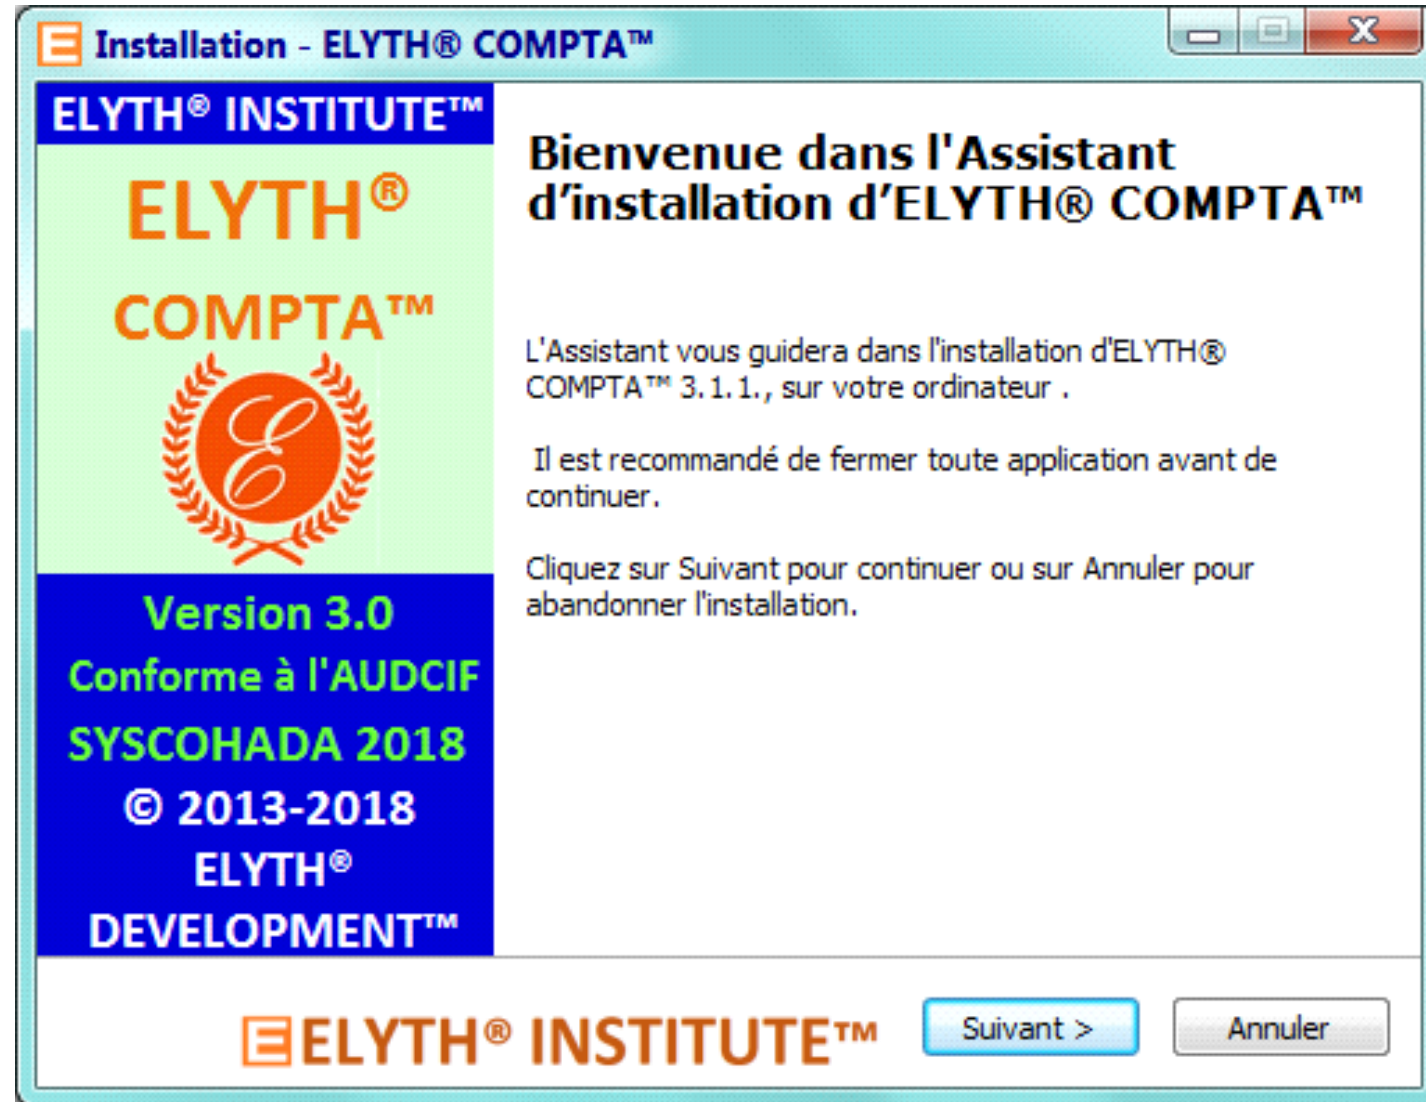 Installation - ELYTH® COMPTA™
ELYTH® INSTITUTE™
ELYTH®
COMPTA™
E
Version 3.0
Conforme à l'AUDCIF
SYSCOHADA 2018
© 2013-2018
ELYTH®
DEVELOPMENT™
Bienvenue dans l'Assistant
d’installation d’ELYTH® COMPTA™
L'Assistant vous guidera dans l'installation d'ELYTH®
COMPTA™ 3.1.1., sur votre ordinateur .
Il est recommandé de fermer toute application avant de
continuer.
Cliquez sur Suivant pour continuer ou sur Annuler pour
abandonner l'installation.
ELYTH® INSTITUTE™
Suivant >
Annuler